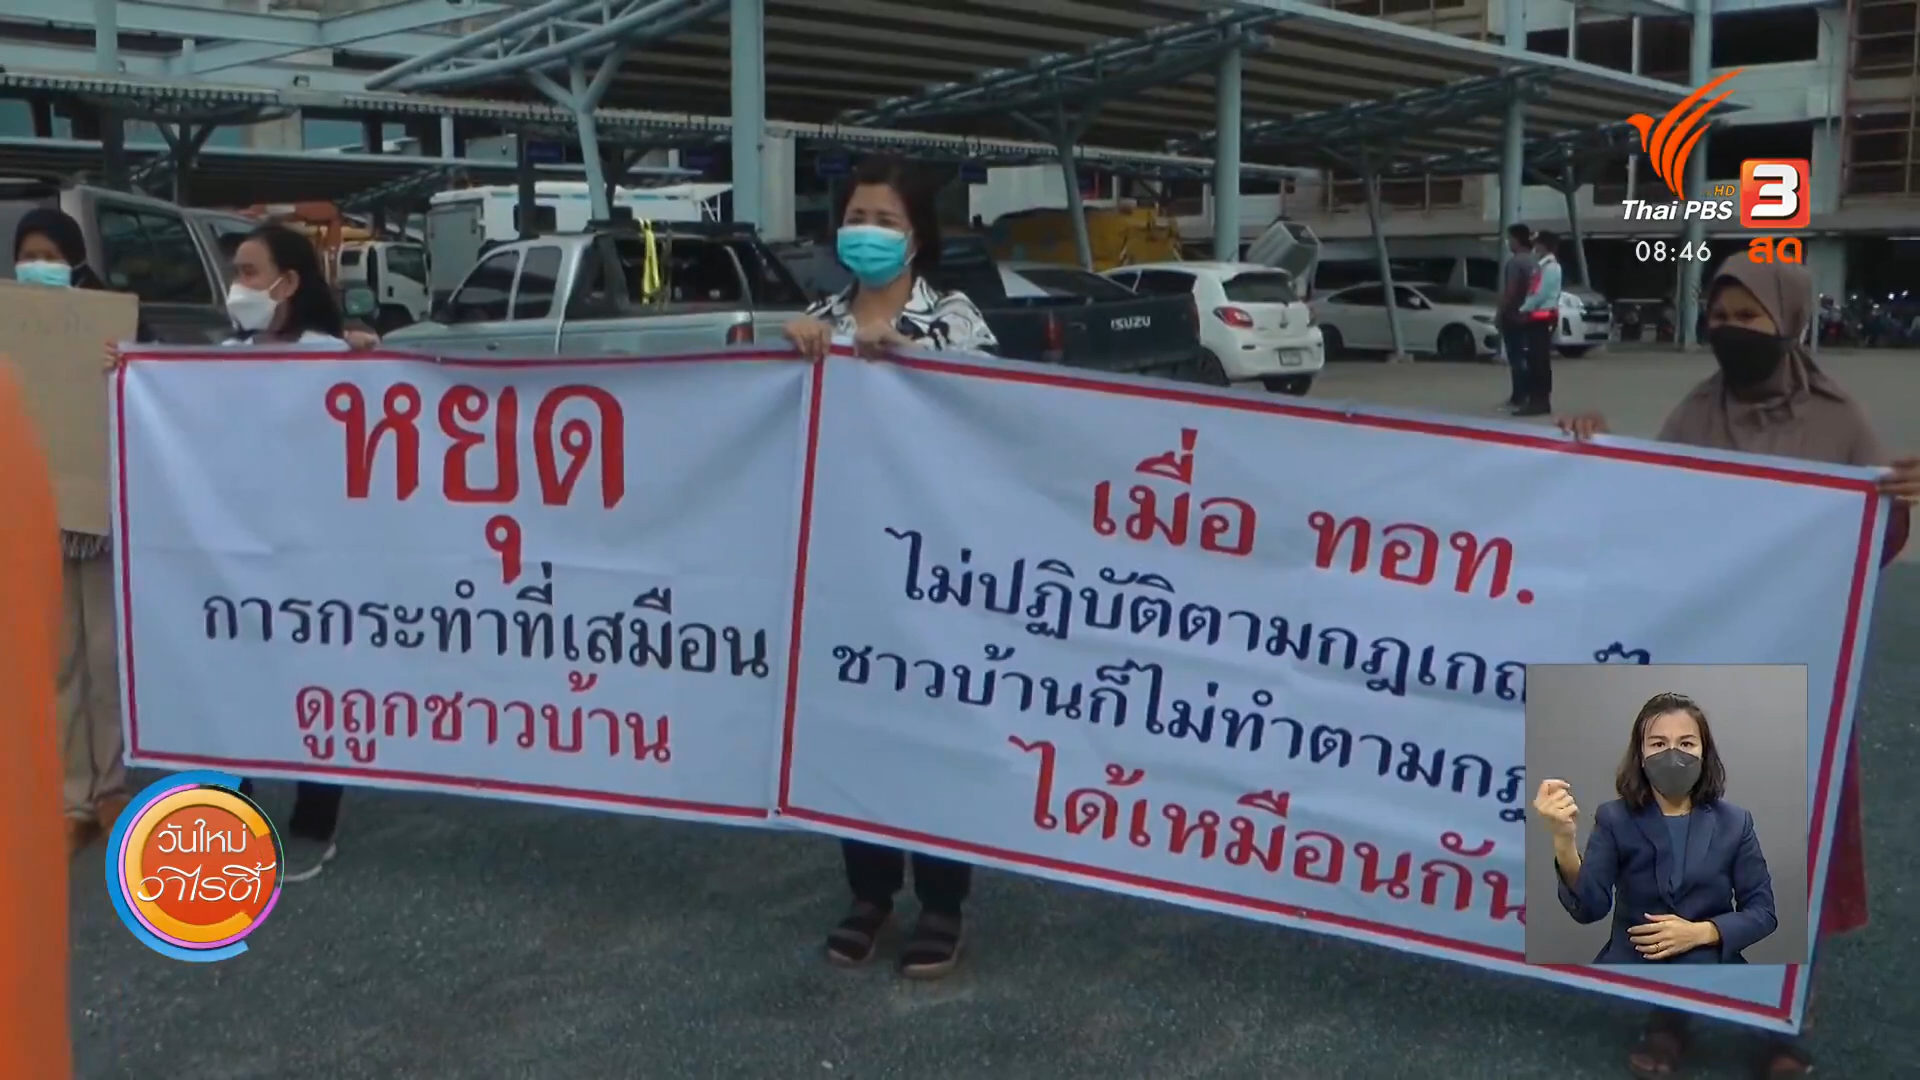 หยุด
การกระทำที่เสมือน
ดูถูกชาวบ้าน
เมื่อ ทอท.
ไม่ปฏิบัติตามกฎเกณ
ชาวบ้านก็ไม่ทำตามกฎ
ได้เหมือนกัน
ISUZU
.HD
Thai PBS
3
08:46
สด
วันใหม่
วาไรตี้